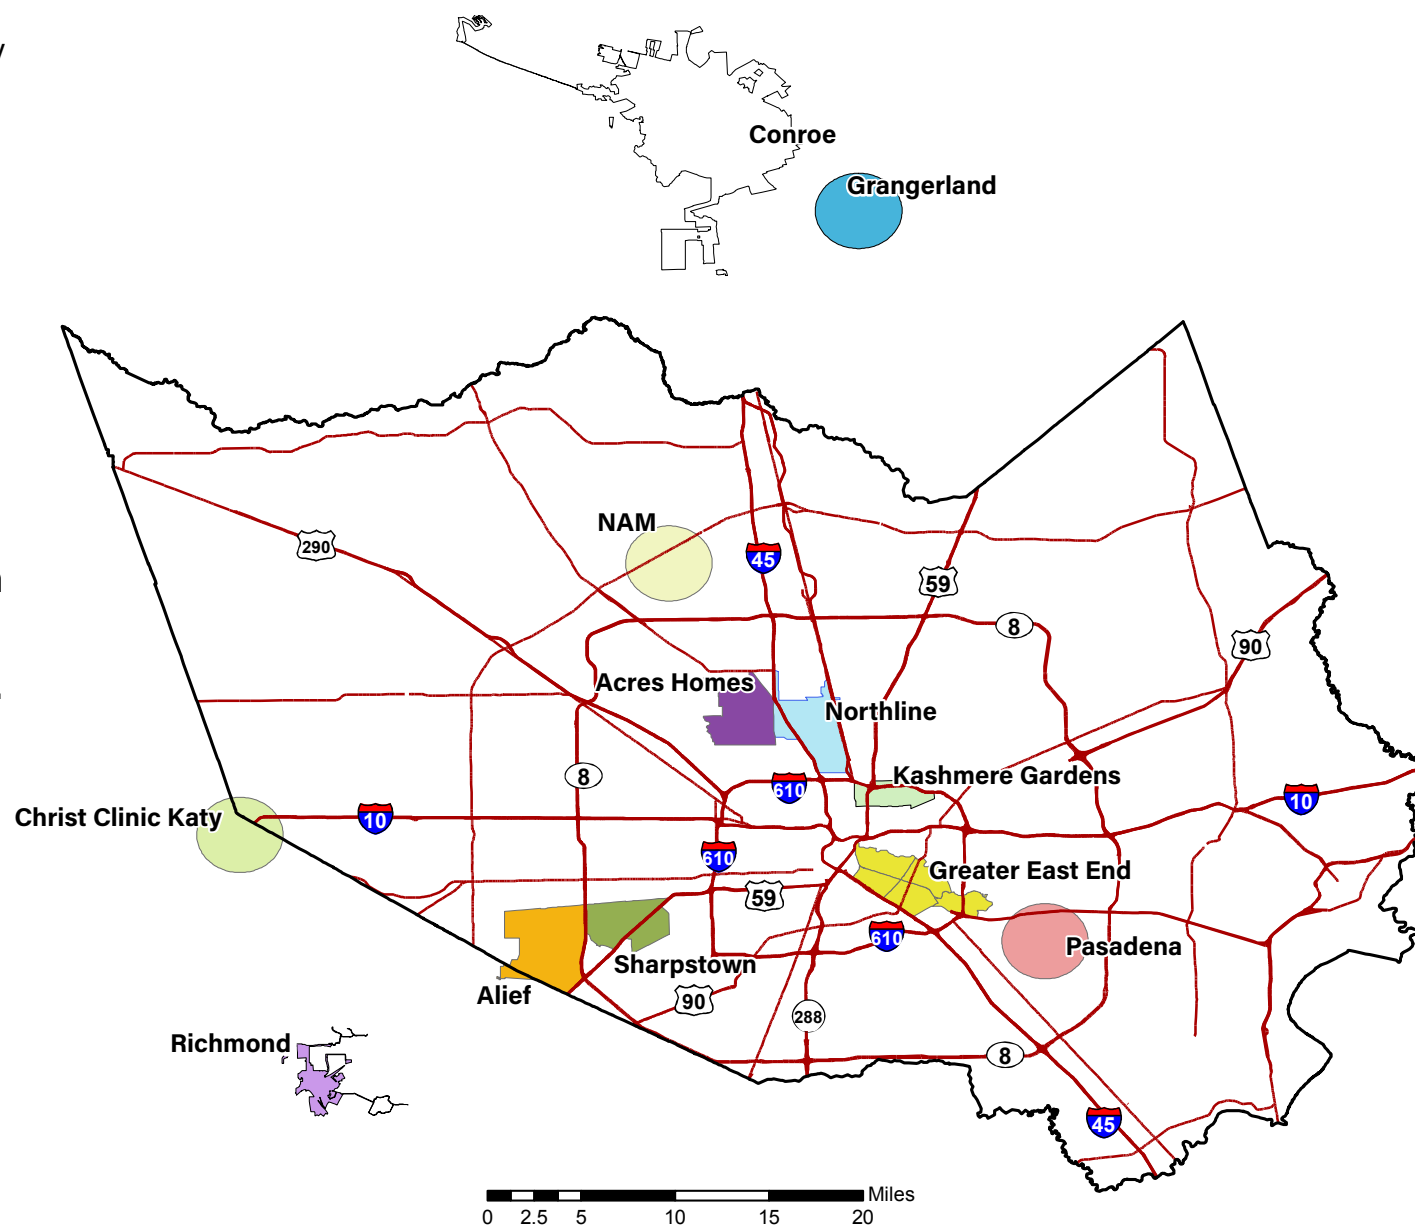 Conroe
Grangerland
NAM
290
45
59
8
90
Acres Homes
Northline
8
Kashmere Gardens
610
10
Christ Clinic Katy
10
610
Greater East End
59
610
Pasadena
Sharpstown
Alief
90
288
Richmond
8
45
Miles
0 2.5 5 10 15 20